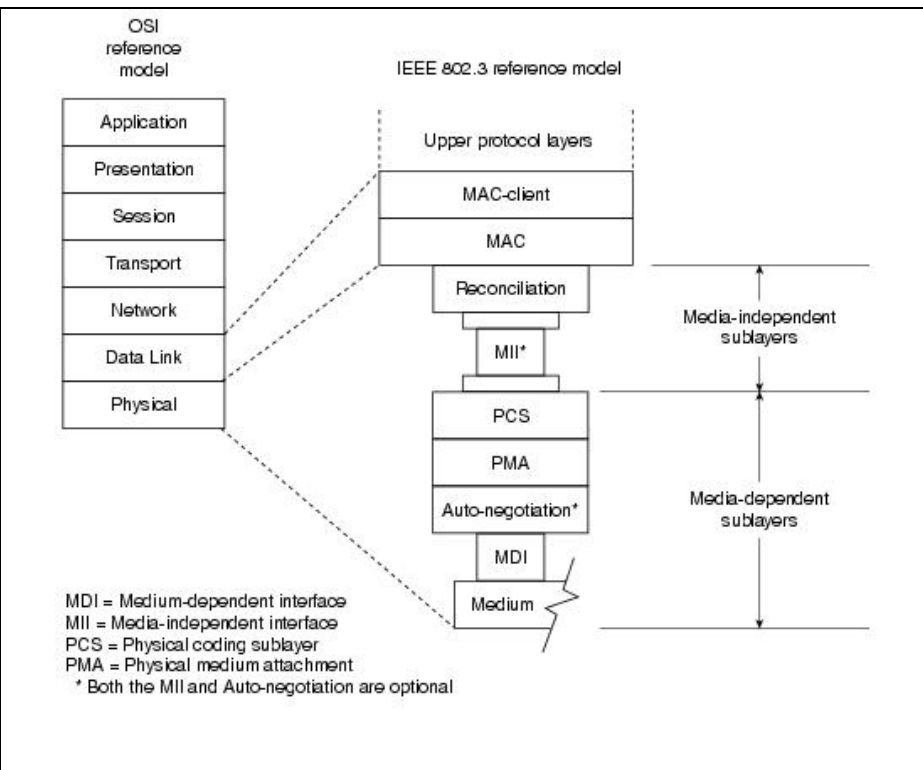 OSI
reference
model
IEEE 802.3 reference model
Application
Presentation
Session
Transport
Network
Data Link
Physical
Upper protocol layers
MAC-client
MAC
Reconciliation
MII*
PCS
PMA
Auto-negotiation*
MDI
Medium
Media-independent
sublayers
Media-dependent
sublayers
MDI = Medium-dependent interface
MII = Media-independent interface
PCS = Physical coding sublayer
PMA = Physical medium attachment
* Both the MII and Auto-negotiation are optional